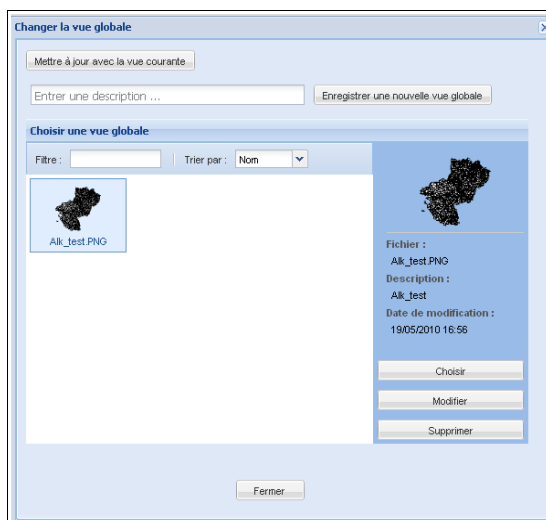 Changer la vue globale
Mettre à jour avec la vue courante
Entrer une description ...
Enregistrer une nouvelle vue globale
Choisir une vue globale
Filtre :
Trier par :
Nom
Alk_test.PNG
Fichier :
Alk_test.PNG
Description :
Alk_test
Date de modification :
19/05/2010 16:56
Choisir
Modifier
Supprimer
Fermer